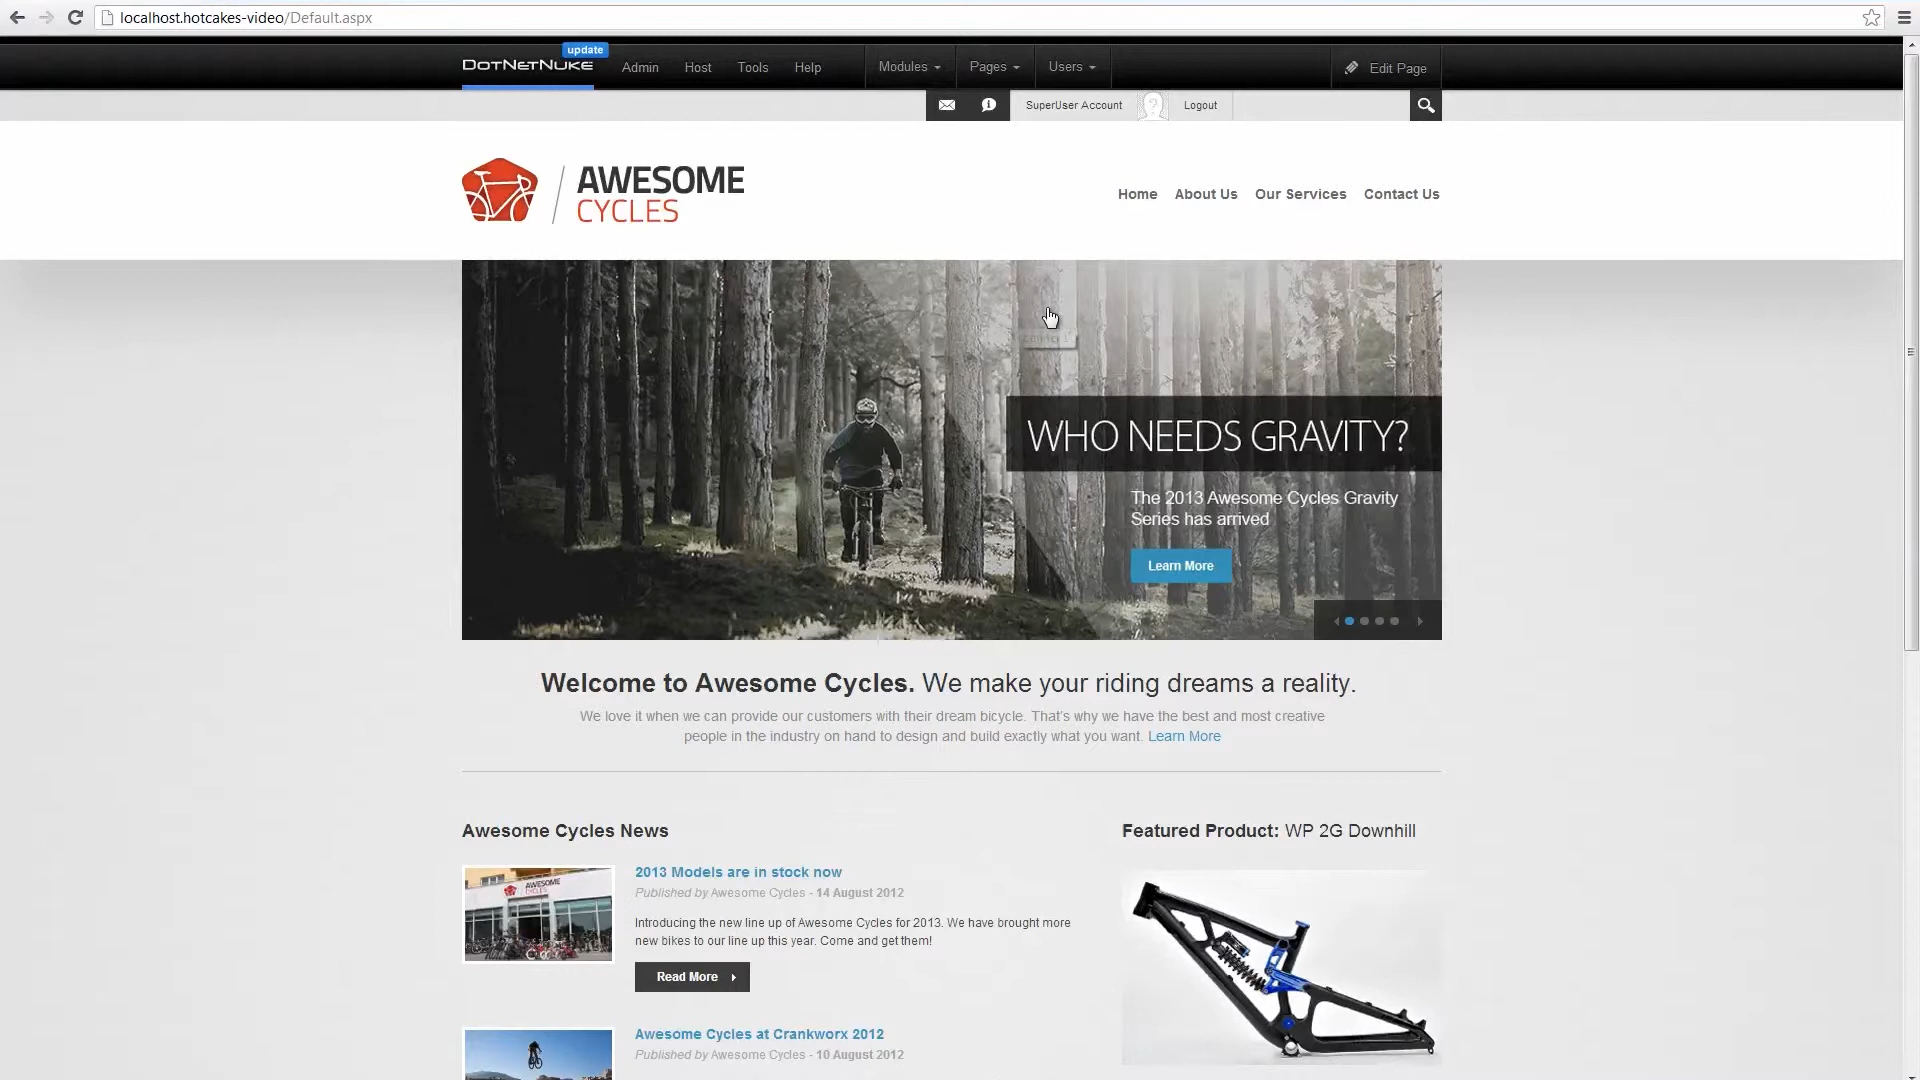 localhost.hotcakes-video/Default.aspx
update
DotNetNuke
Admin
Host
Tools
Help
Modules
Pages
Users
Edit Page
SuperUser Account
Logout
AWESOME
CYCLES
Home
About Us
Our Services
Contact Us
WHO NEEDS GRAVITY?
The 2013 Awesome Cycles Gravity
Series has arrived
Learn More
Welcome to Awesome Cycles. We make your riding dreams a reality.
We love it when we can provide our customers with their dream bicycle. That's why we have the best and most creative
people in the industry on hand to design and build exactly what you want. Learn More
Awesome Cycles News
2013 Models are in stock now
Published by Awesome Cycles - 14 August 2012
Introducing the new line up of Awesome Cycles for 2013. We have brought more
new bikes to our line up this year. Come and get them!
Read More
Awesome Cycles at Crankworx 2012
Published by Awesome Cycles - 10 August 2012
Featured Product: WP 2G Downhill
AWESOME
CYCLES